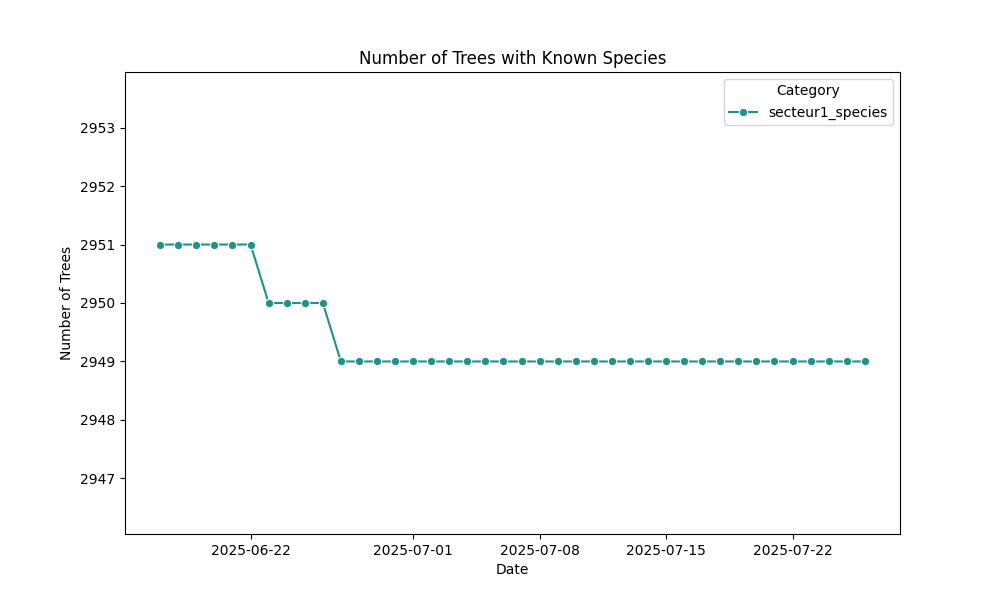 Number of Trees with Known Species
Category
secteur1_species
2953
2952
2951
2950
2949
2948
2947
Number of Trees
2025-06-22
2025-07-01
2025-07-08
2025-07-15
2025-07-22
Date